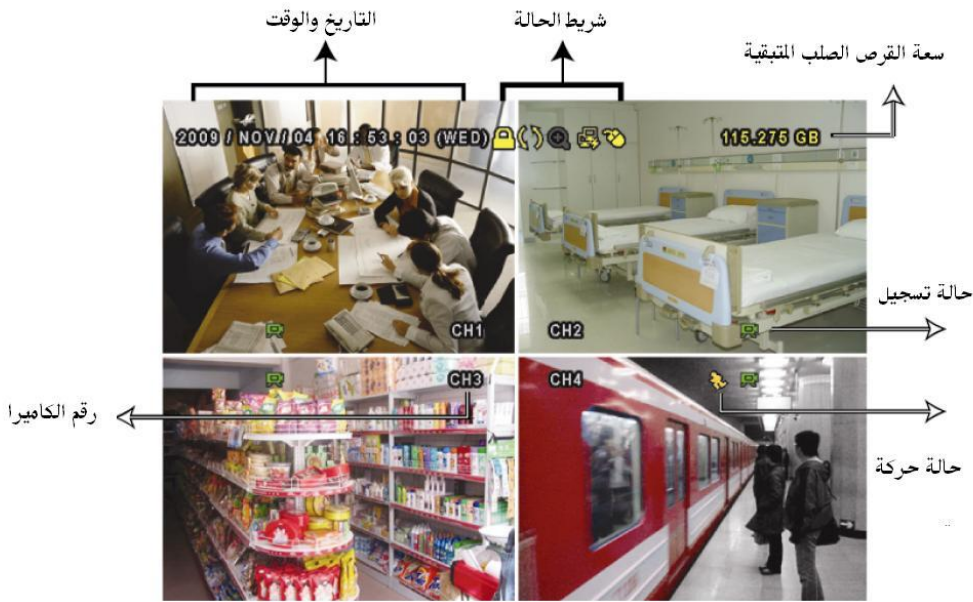 شريط الحالة
التاريخ والوقت
سعة القرص الصلب المتبقية
2009 / NOV / 04 16 : 53 : 03 (WED)
115.275 GB
حالة تسجيل
CH1
CH2
CH3
CH4
رقم الكاميرا
حالة حركة